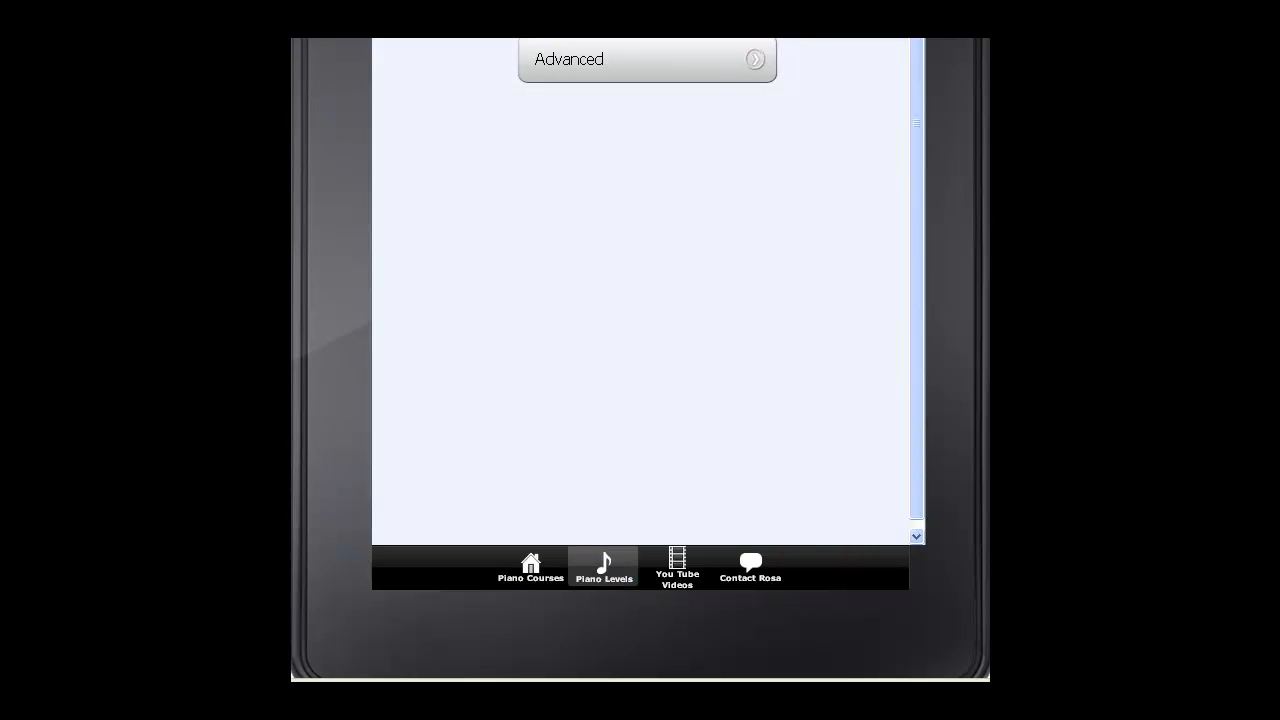 Advanced
Piano Courses
Piano Levels
You Tube
Videos
Contact Rosa